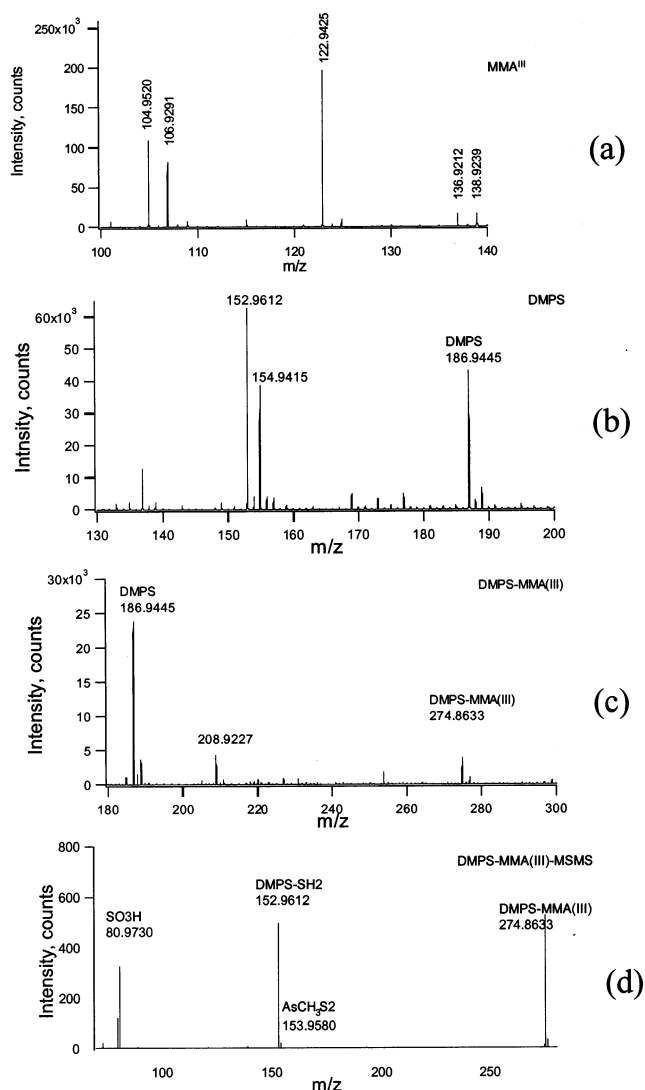 250x10³
200
150
100
50
0
Intensity, counts
104.9520
106.9291
122.9425
136.9212
138.9239
MMAᴵᴵᴵ
(a)
100
110
120
130
140
m/z
60x10³
50
40
30
20
10
0
Intnsity, counts
152.9612
154.9415
DMPS
DMPS
186.9445
(b)
130
140
150
160
170
180
190
200
m/z
30x10³
25
20
15
10
5
0
Intensity, counts
DMPS
186.9445
208.9227
DMPS-MMA(III)
DMPS-MMA(III)
274.8633
(c)
180
200
220
240
260
280
300
m/z
800
600
400
200
0
Intensity, counts
SO3H
80.9730
DMPS-SH2
152.9612
AsCH3S2
153.9580
DMPS-MMA(III)-MSMS
DMPS-MMA(III)
274.8633
(d)
100
150
200
250
m/z